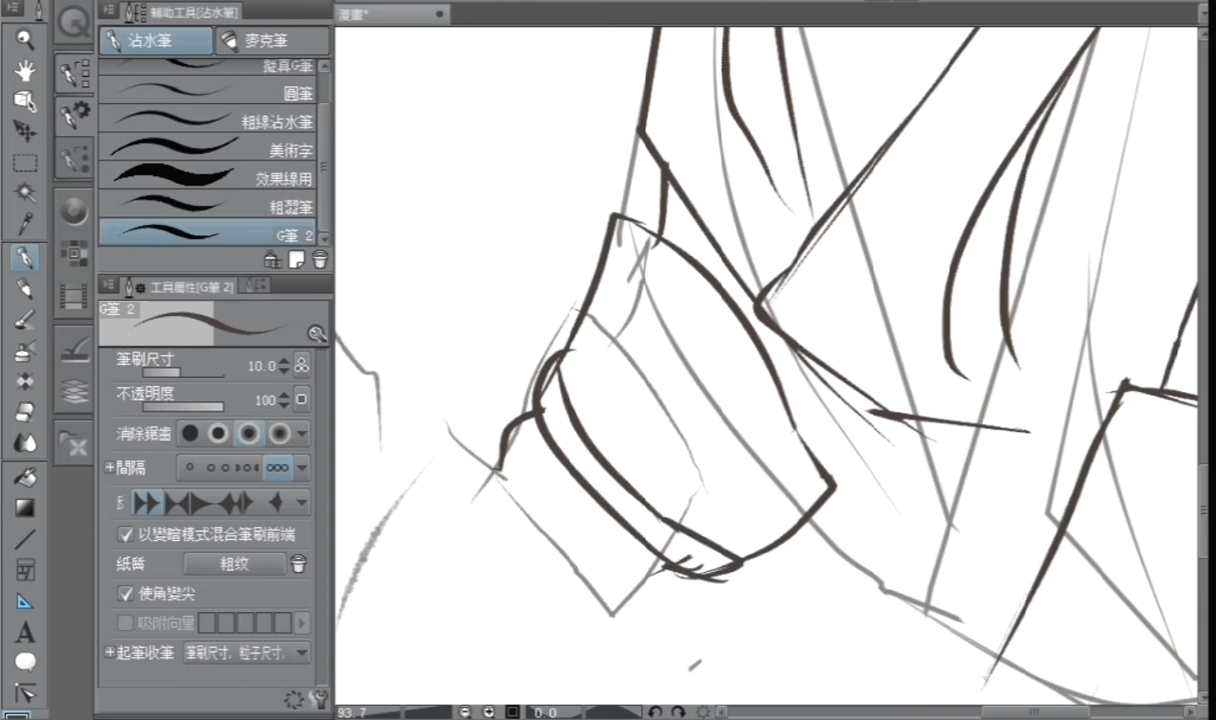 輔助工具[沾水筆]
漫畫*
沾水筆
麥克筆
擬真G筆
圓筆
粗線沾水筆
美術字
效果線用
粗澀筆
G筆 2
工具屬性[G筆 2]
G筆 2
筆刷尺寸 10.0
不透明度 100
消除鋸齒
間隔
以變暗模式混合筆刷前端
紙質 粗纹
使角變尖
吸附向量
起筆收筆 筆刷尺寸, 粒子尺寸,
93.7 0.0